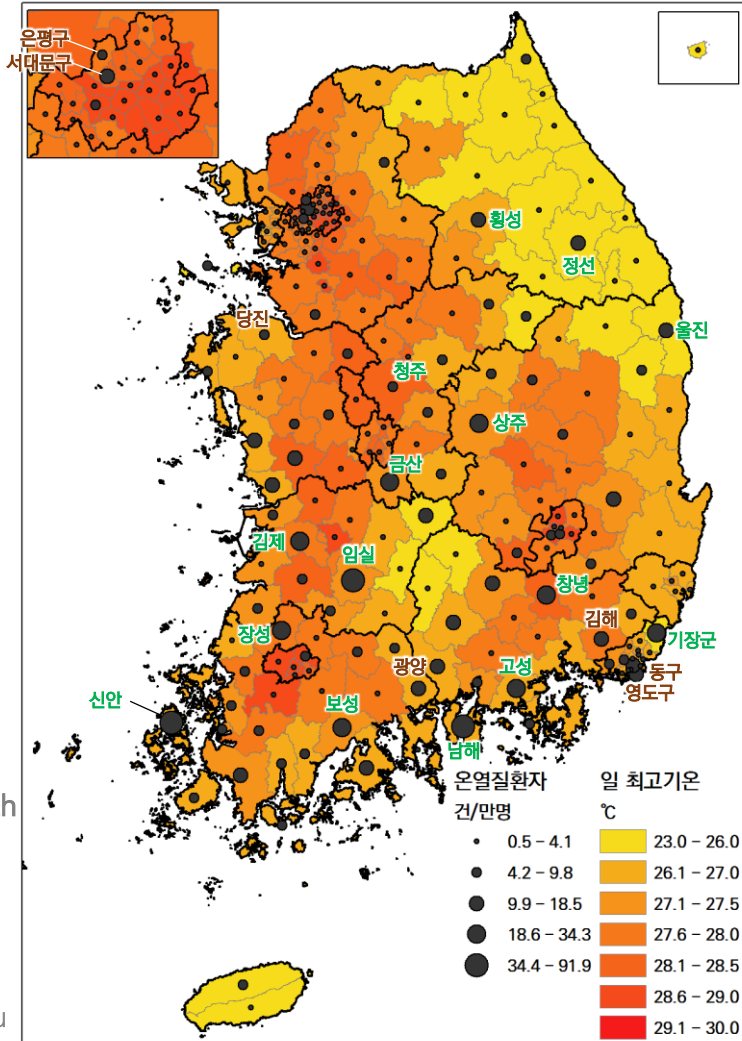 은평구
서대문구
횡성
정선
당진
울진
청주
상주
금산
김제
임실
창녕
장성
김해
기장군
광양
고성
동구
영도구
신안
보성
남해
h
u
온열질환자
건/만명
0.5 – 4.1
4.2 – 9.8
9.9 – 18.5
18.6 – 34.3
34.4 – 91.9
일 최고기온
℃
23.0 – 26.0
26.1 – 27.0
27.1 – 27.5
27.6 – 28.0
28.1 – 28.5
28.6 – 29.0
29.1 – 30.0